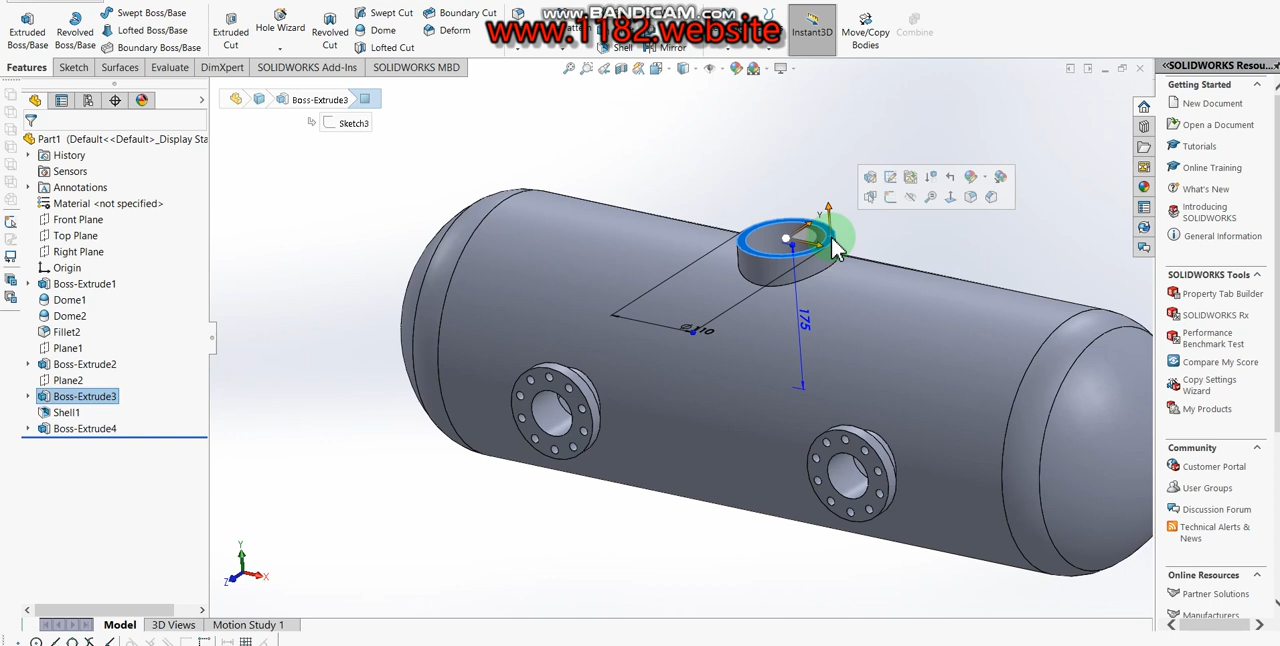 www.BANDICAM.com
www.1182.website
Extruded Boss/Base
Revolved Boss/Base
Swept Boss/Base
Lofted Boss/Base
Boundary Boss/Base
Extruded Cut
Hole Wizard
Revolved Cut
Swept Cut
Dome
Lofted Cut
Boundary Cut
Deform
Shell
Mirror
Instant3D
Move/Copy Bodies
Combine
Features
Sketch
Surfaces
Evaluate
DimXpert
SOLIDWORKS Add-Ins
SOLIDWORKS MBD
Part1 (Default<<Default>_Display Sta
History
Sensors
Annotations
Material <not specified>
Front Plane
Top Plane
Right Plane
Origin
Boss-Extrude1
Dome1
Dome2
Fillet2
Plane1
Boss-Extrude2
Plane2
Boss-Extrude3
Shell1
Boss-Extrude4
Boss-Extrude3
Sketch3
Y
175
Y
X
Z
Model
3D Views
Motion Study 1
SOLIDWORKS Resou...
Getting Started
New Document
Open a Document
Tutorials
Online Training
What's New
Introducing
SOLIDWORKS
General Information
SOLIDWORKS Tools
Property Tab Builder
SOLIDWORKS Rx
Performance
Benchmark Test
Compare My Score
Copy Settings
Wizard
My Products
Community
Customer Portal
User Groups
Discussion Forum
Technical Alerts &
News
Online Resources
Partner Solutions
Manufacturers